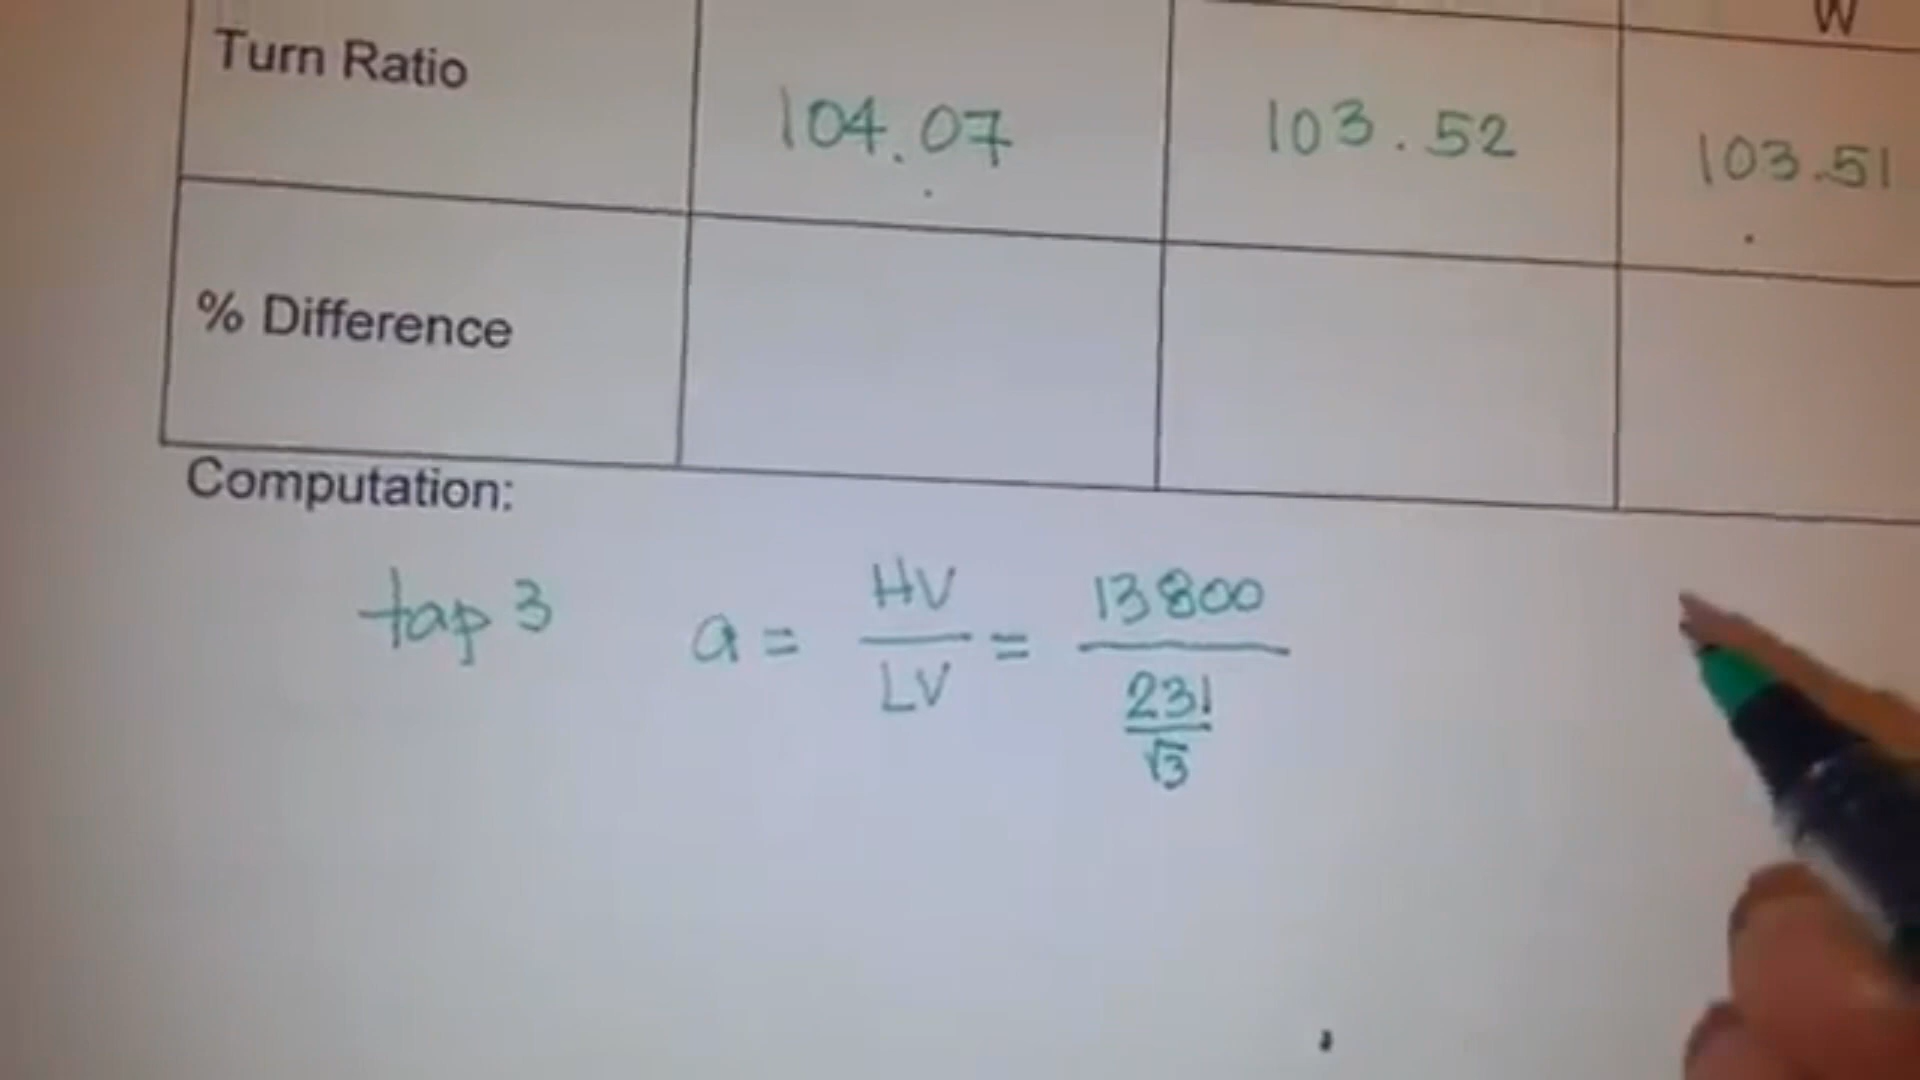 W
Turn Ratio 104.07 103.52 103.51
% Difference
Computation:
tap 3 a = HV/LV = 13800/(231/√3)